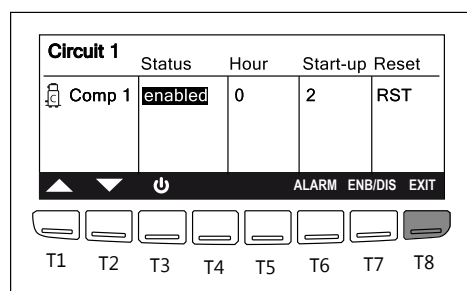 Circuit 1
Status Hour Start-up Reset
C Comp 1 enabled 0 2 RST
ALARM ENB/DIS EXIT
T1 T2 T3 T4 T5 T6 T7 T8